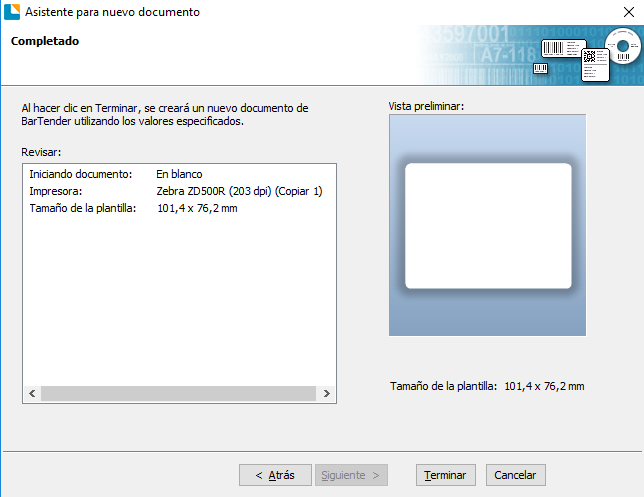 Asistente para nuevo documento
Completado
3597001
A7-118
Al hacer clic en Terminar, se creará un nuevo documento de
BarTender utilizando los valores especificados.
Vista preliminar:
Revisar:
Iniciando documento: En blanco
Impresora: Zebra ZD500R (203 dpi) (Copiar 1)
Tamaño de la plantilla: 101,4 x 76,2 mm
Tamaño de la plantilla: 101,4 x 76,2 mm
< Atrás
Siguiente >
Terminar
Cancelar